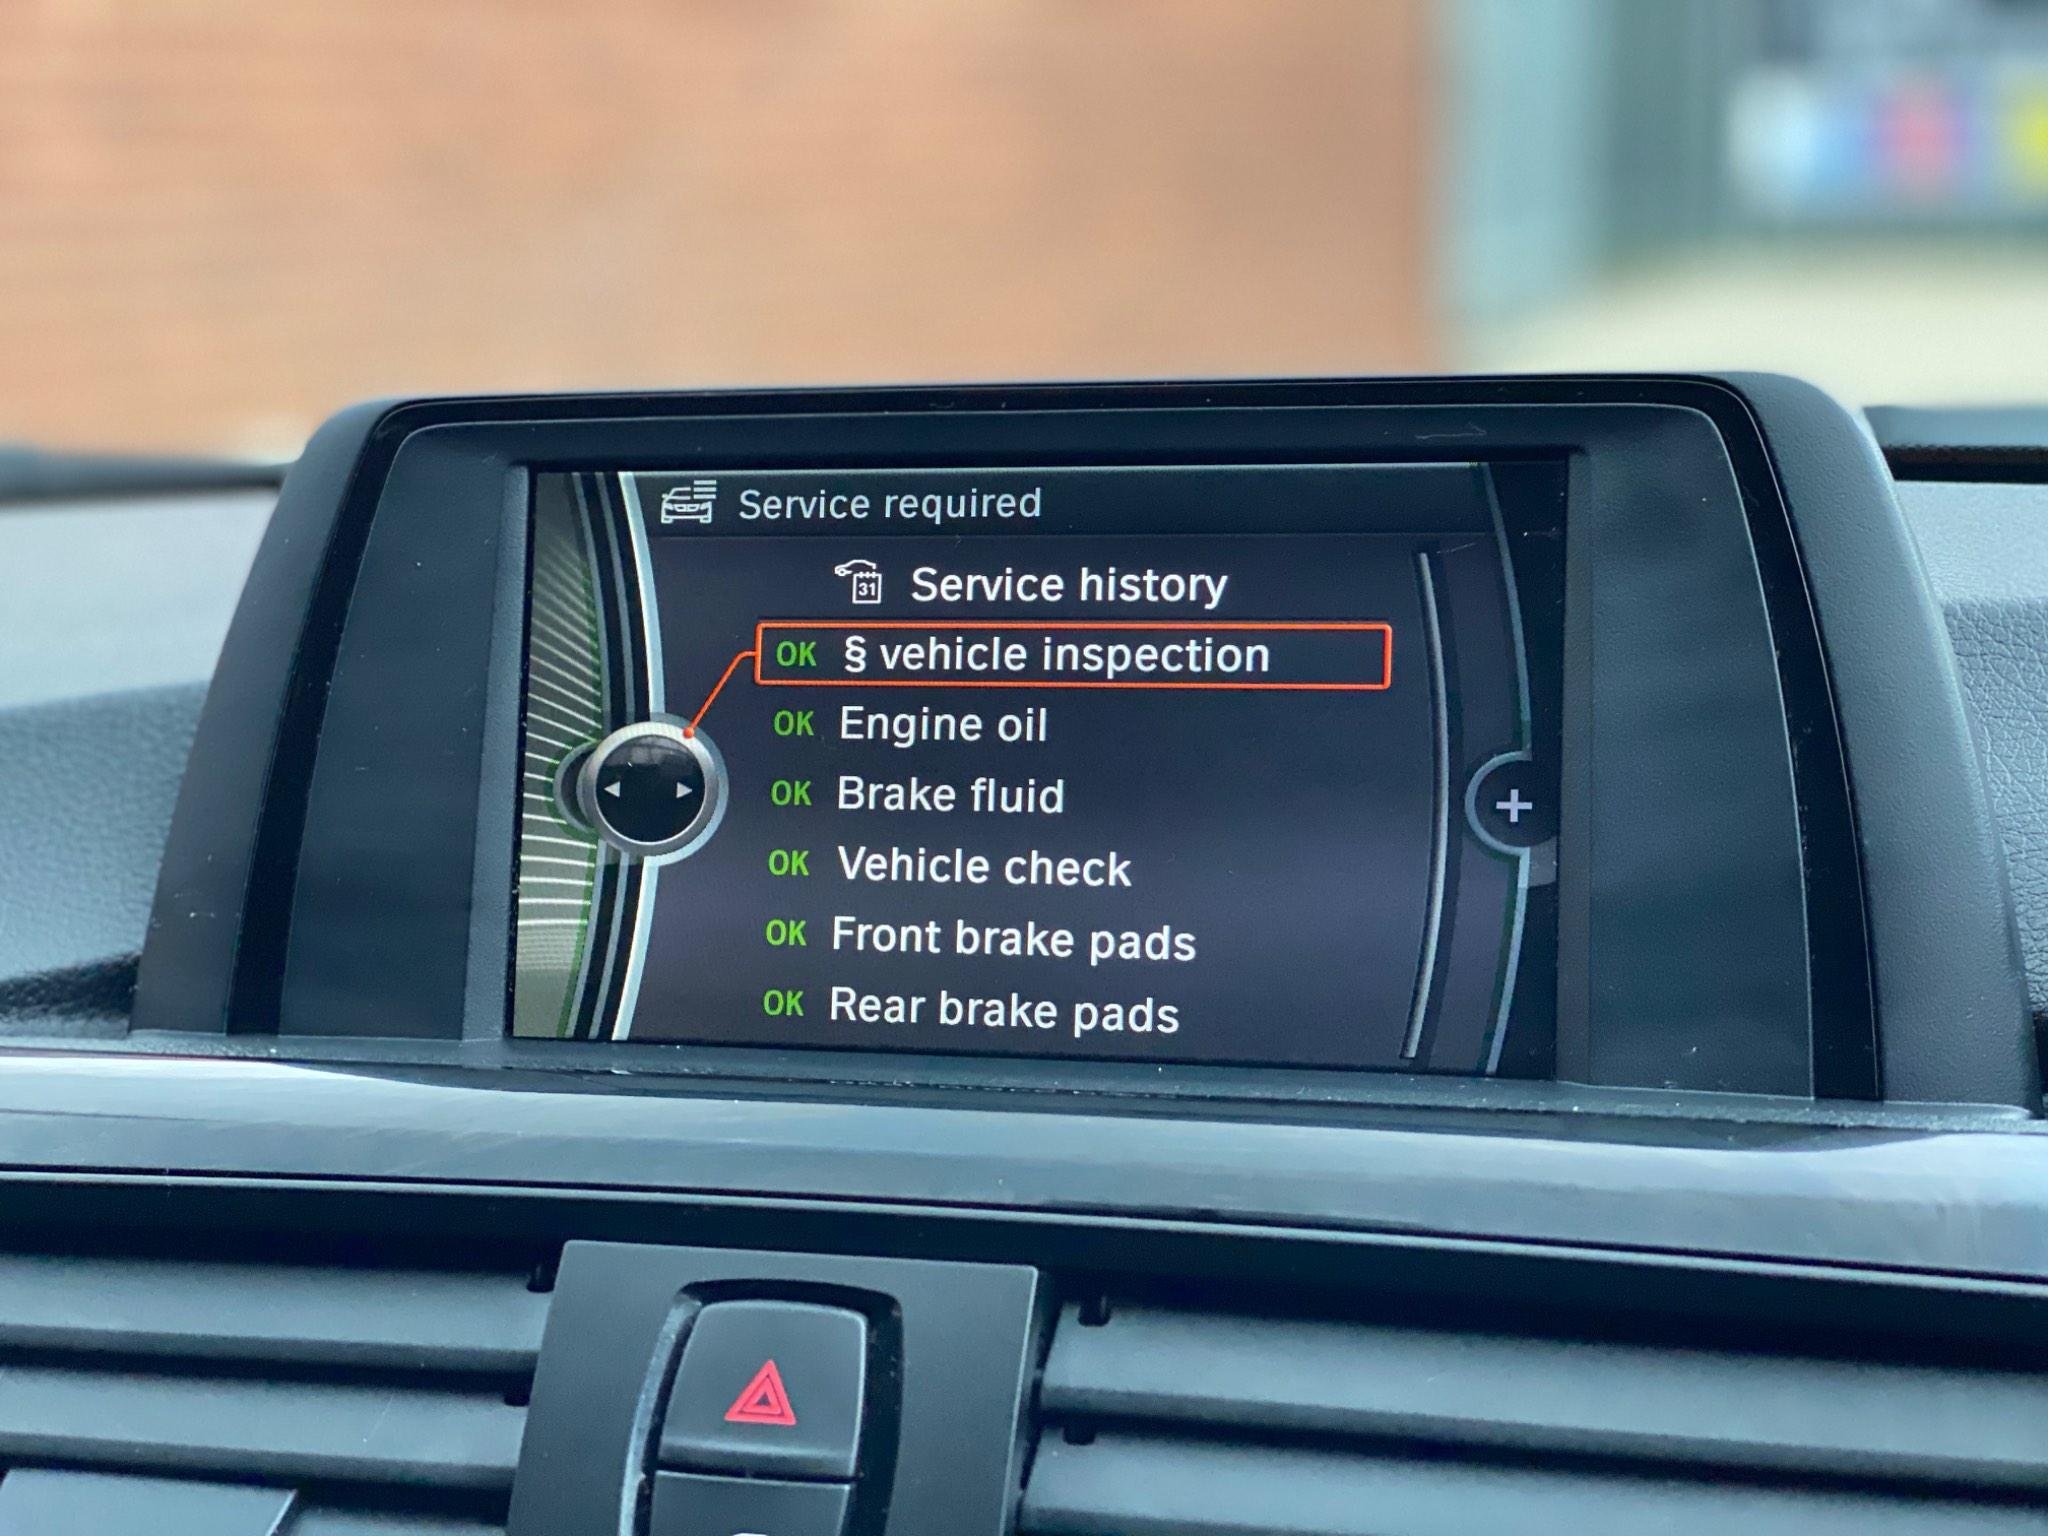 Service required
31 Service history
OK § vehicle inspection
OK Engine oil
OK Brake fluid
OK Vehicle check
OK Front brake pads
OK Rear brake pads